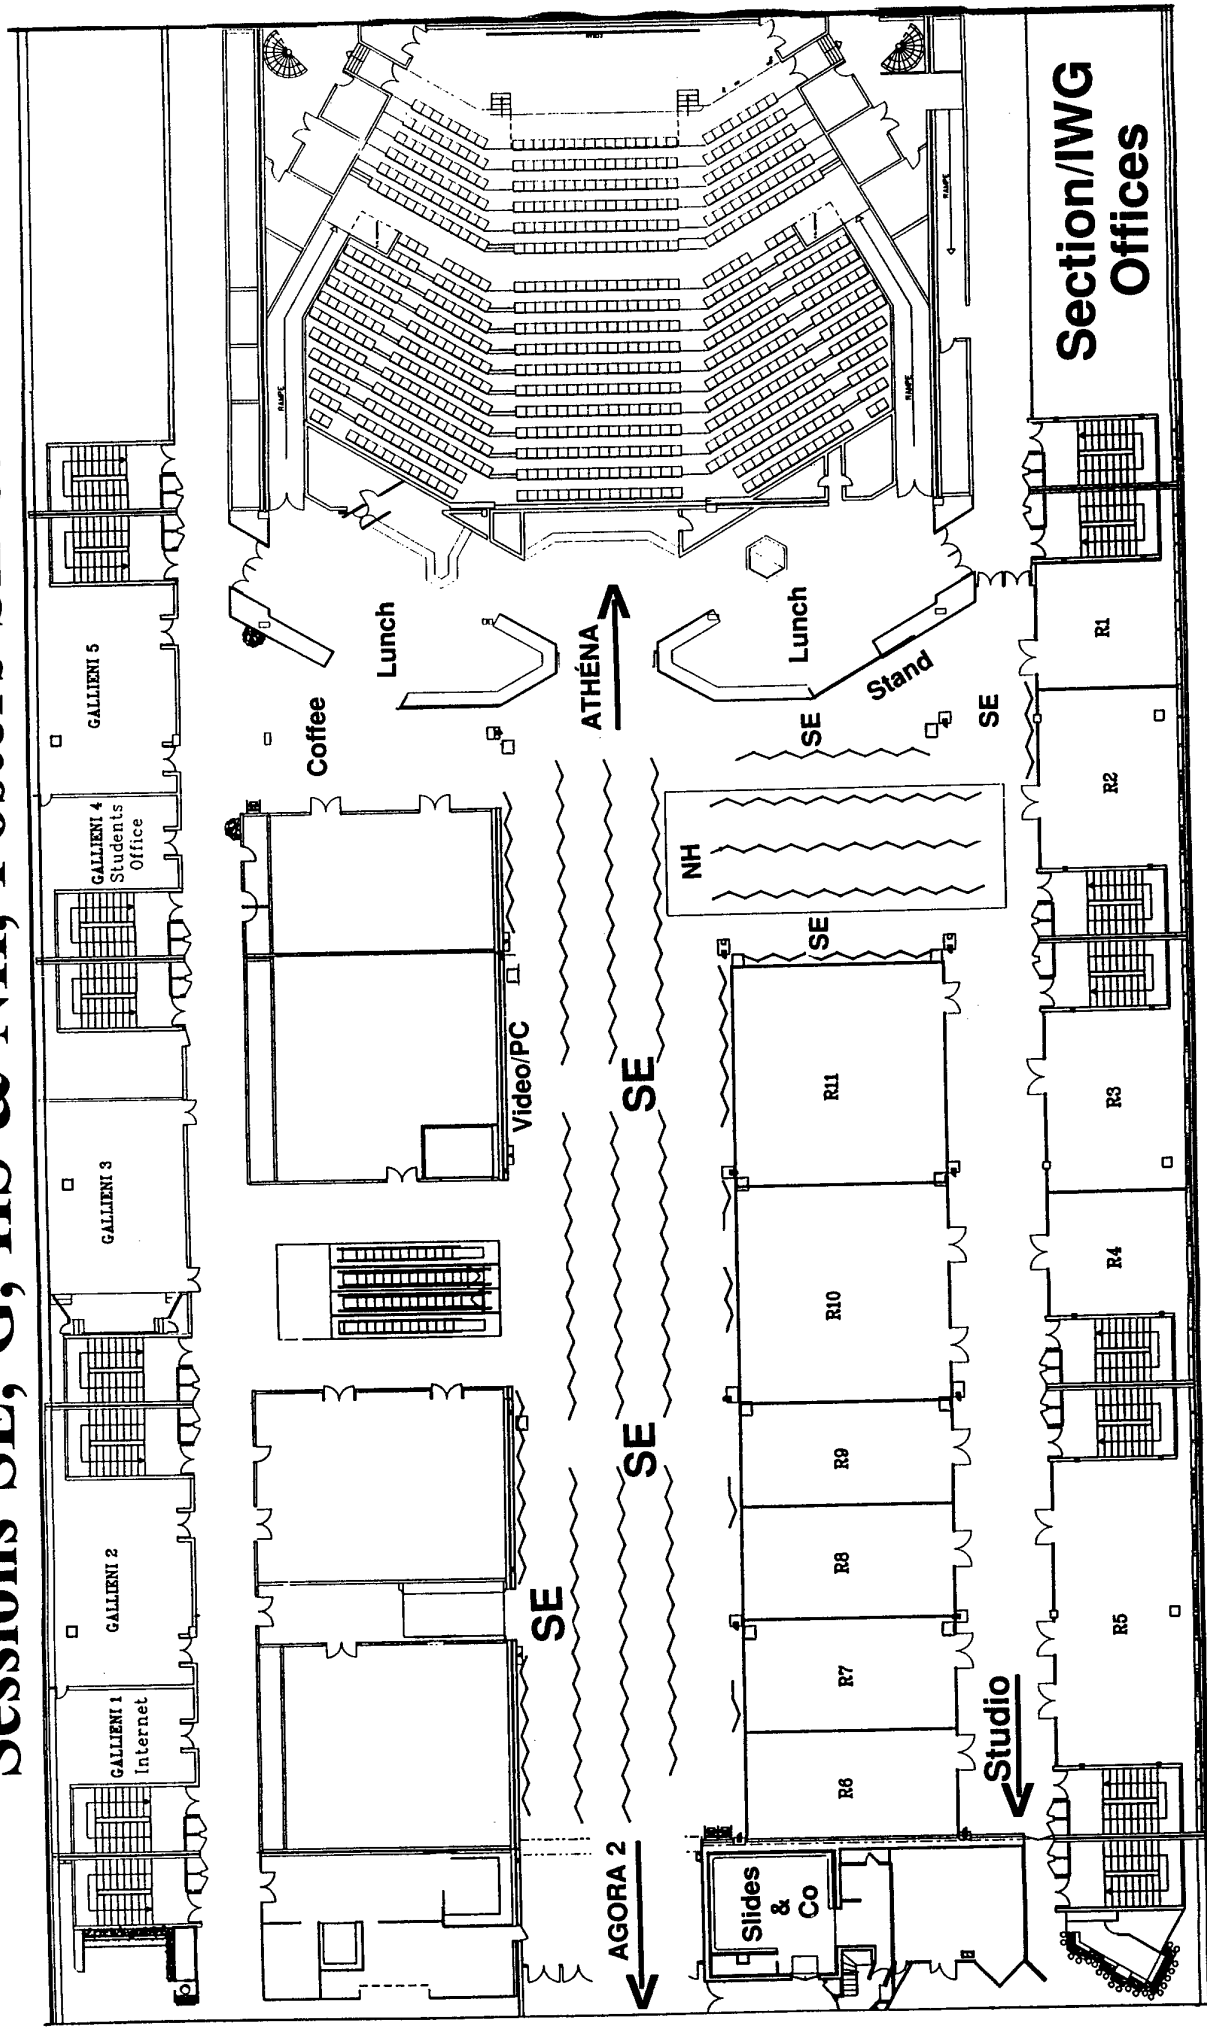 Sessions SE, G, HS & NH, Posters
GALLIENI 1
Internet
GALLIENI 2
GALLIENI 3
GALLIENI 4
Students
Office
GALLIENI 5
RAMPE
Coffee
Lunch
Video/PC
SE
AGORA 2
SE
SE
ATHÉNA
NH
SE
SE
Lunch
Stand
SE
RAMPE
RAMPE
Slides
&
Co
R6
R7
R8
R9
R10
R11
Studio
R5
R4
R3
R2
R1
Section/IWG
Offices